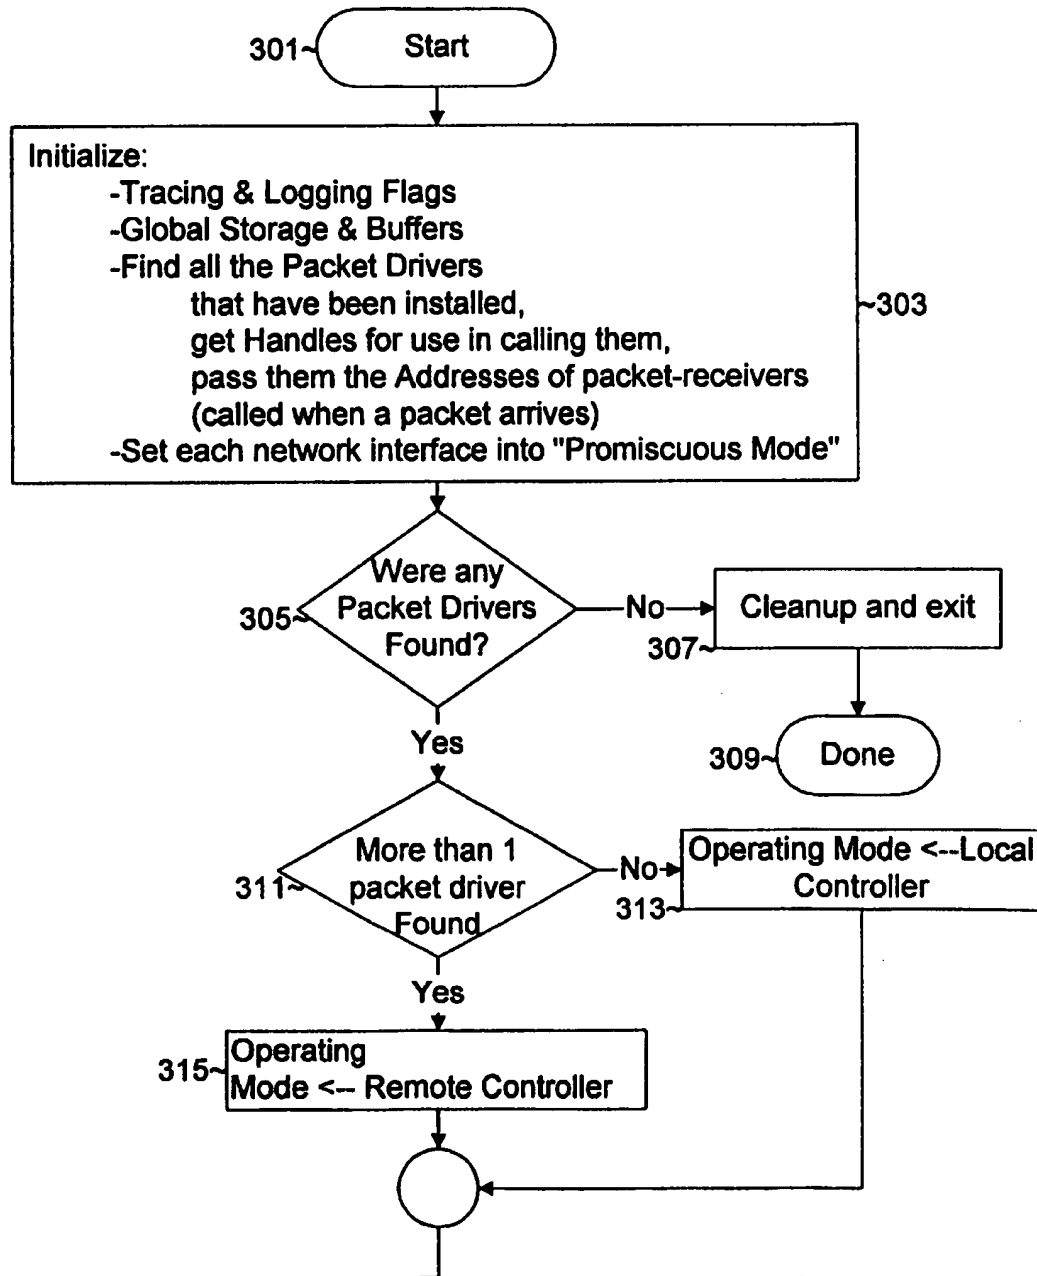 301~
Start
Initialize:
-Tracing & Logging Flags
-Global Storage & Buffers
-Find all the Packet Drivers
that have been installed,
get Handles for use in calling them,
pass them the Addresses of packet-receivers
(called when a packet arrives)
-Set each network interface into "Promiscuous Mode"
~303
Were any
Packet Drivers
Found?
305~
No
Cleanup and exit
307~
Yes
309~
Done
More than 1
packet driver
Found
311~
No
Operating Mode <--Local
Controller
313~
Yes
Operating
Mode <-- Remote Controller
315~